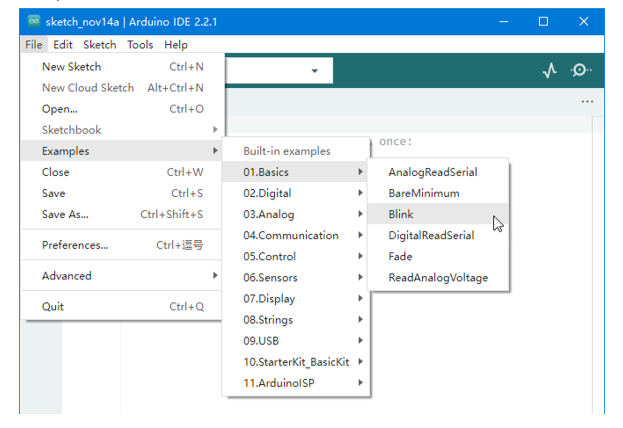 sketch_nov14a | Arduino IDE 2.2.1
File Edit Sketch Tools Help
New Sketch Ctrl+N
New Cloud Sketch Alt+Ctrl+N
Open... Ctrl+O
Sketchbook
Examples
Close Ctrl+W
Save Ctrl+S
Save As... Ctrl+Shift+S
Preferences... Ctrl+逗号
Advanced
Quit Ctrl+Q
once:
Built-in examples
01.Basics
02.Digital
03.Analog
04.Communication
05.Control
06.Sensors
07.Display
08.Strings
09.USB
10.StarterKit_BasicKit
11.ArduinoISP
AnalogReadSerial
BareMinimum
Blink
DigitalReadSerial
Fade
ReadAnalogVoltage